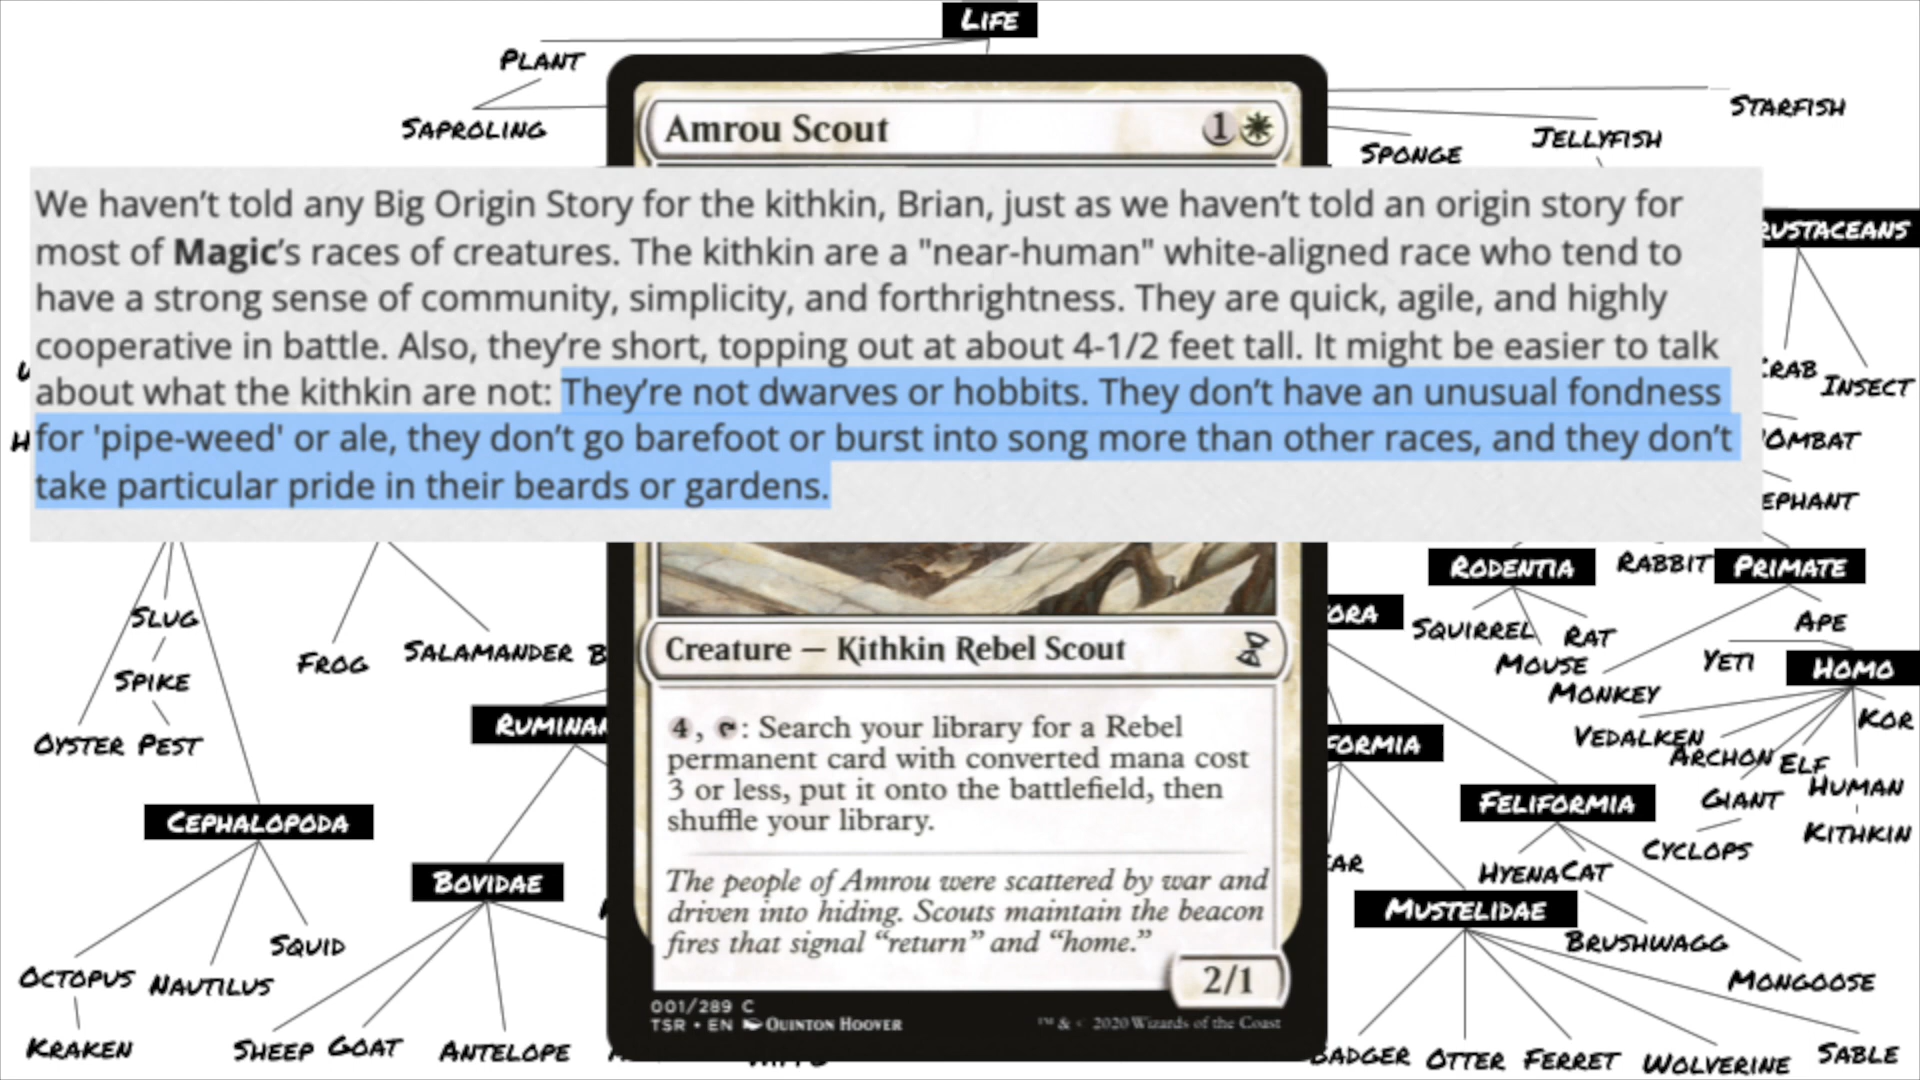 LIFE
PLANT
SAPROLING
STARFISH
JELLYFISH
SPONGE
Amrou Scout
1
We haven't told any Big Origin Story for the kithkin, Brian, just as we haven't told an origin story for
most of Magic's races of creatures. The kithkin are a "near-human" white-aligned race who tend to
have a strong sense of community, simplicity, and forthrightness. They are quick, agile, and highly
cooperative in battle. Also, they're short, topping out at about 4-1/2 feet tall. It might be easier to talk
about what the kithkin are not: They're not dwarves or hobbits. They don't have an unusual fondness
for 'pipe-weed' or ale, they don't go barefoot or burst into song more than other races, and they don't
take particular pride in their beards or gardens.
RUSTACEANS
CRAB
INSECT
OMBAT
EPHANT
RODENTIA
RABBIT
PRIMATE
SQUIRREL
RAT
MOUSE
MONKEY
APE
YETI
HOMO
VEDALKEN
ARCHON
ELF
KOR
GIANT
HUMAN
CYCLOPS
KITHKIN
SLUG
SPIKE
OYSTER
PEST
FROG
SALAMANDER
B
RUMINAN
ORA
FORMIA
FELIFORMIA
HYENA
CAT
EAR
MUSTELIDAE
BRUSHWAGG
MONGOOSE
CEPHALOPODA
BOVIDAE
SQUID
OCTOPUS
NAUTILUS
KRAKEN
SHEEP
GOAT
ANTELOPE
BADGER
OTTER
FERRET
WOLVERINE
SABLE
Creature — Kithkin Rebel Scout
4, : Search your library for a Rebel
permanent card with converted mana cost
3 or less, put it onto the battlefield, then
shuffle your library.
The people of Amrou were scattered by war and
driven into hiding. Scouts maintain the beacon
fires that signal “return” and “home.”
2/1
001/289 C
TSR • EN QUINTON HOOVER
™ & © 2020 Wizards of the Coast